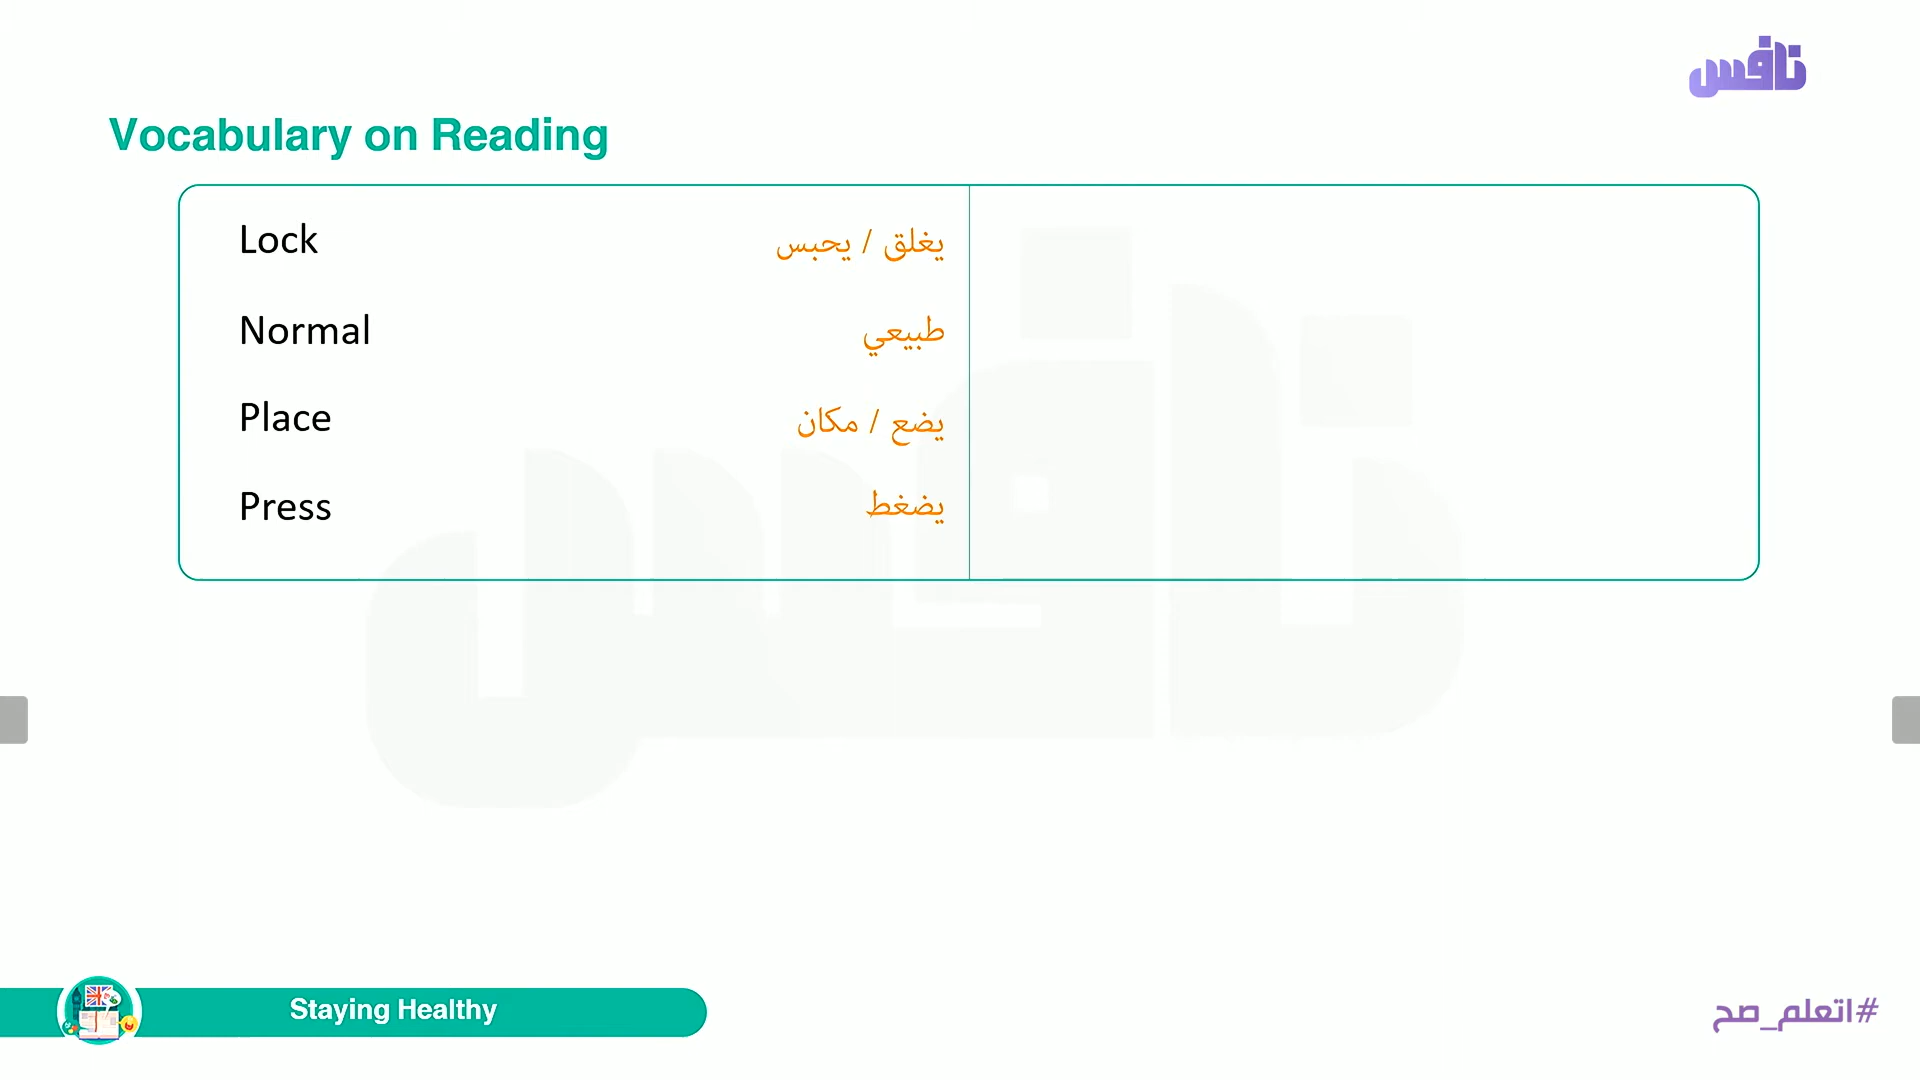 نافس
Vocabulary on Reading
Lock يغلق / يحبس
Normal طبيعي
Place يضع / مكان
Press يضغط
Staying Healthy
#اتعلم_صح